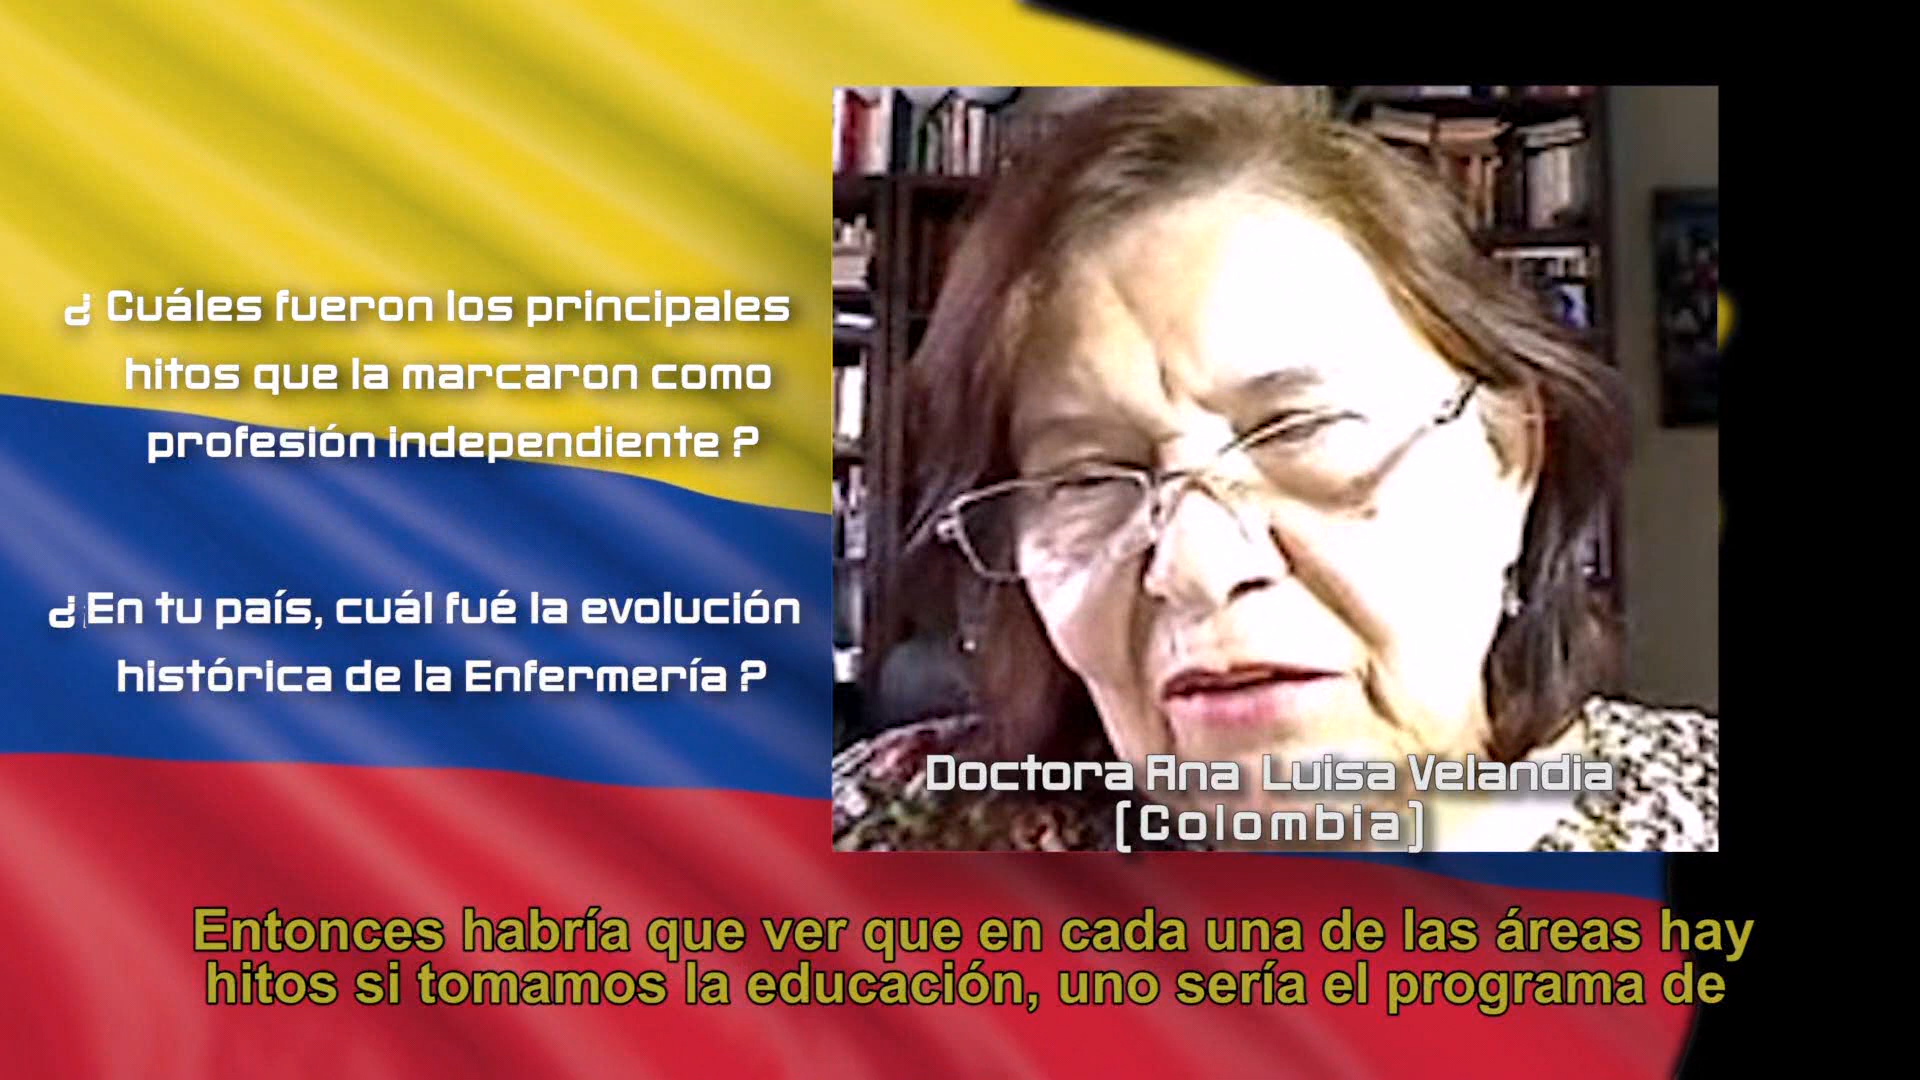 ¿ Cuáles fueron los principales
hitos que la marcaron como
profesión independiente ?
¿ En tu país, cuál fué la evolución
histórica de la Enfermería ?
Doctora Ana Luisa Velandia
(Colombia)
Entonces habría que ver que en cada una de las áreas hay
hitos si tomamos la educación, uno sería el programa de